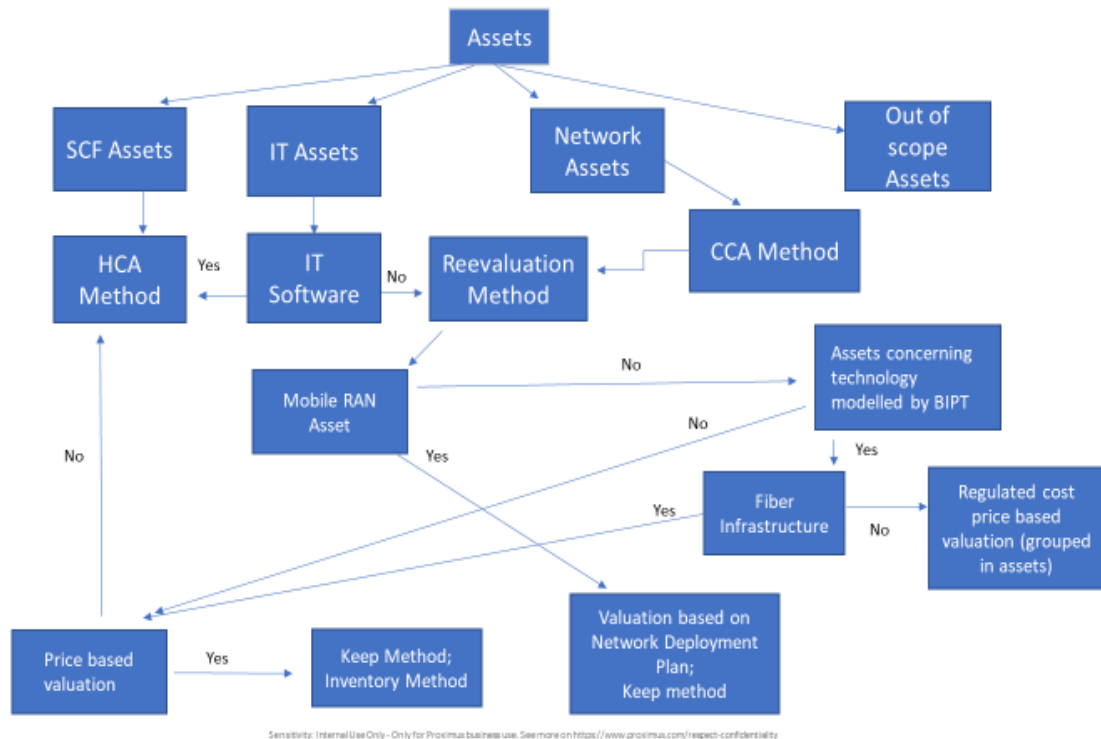 Assets
SCF Assets
IT Assets
Network
Assets
Out of
scope
Assets
HCA
Method
Yes
IT
Software
No
Reevaluation
Method
CCA Method
Mobile RAN
Asset
No
Assets concerning
technology
modelled by BIPT
No
Yes
No
Yes
Fiber
Infrastructure
Yes
No
Regulated cost
price based
valuation (grouped
in assets)
Price based
valuation
Yes
Keep Method;
Inventory Method
Valuation based on
Network Deployment
Plan;
Keep method
Sensitivity: Internal Use Only - Only for Proximus business use. See more on https://www.proximus.com/respect-confidentiality